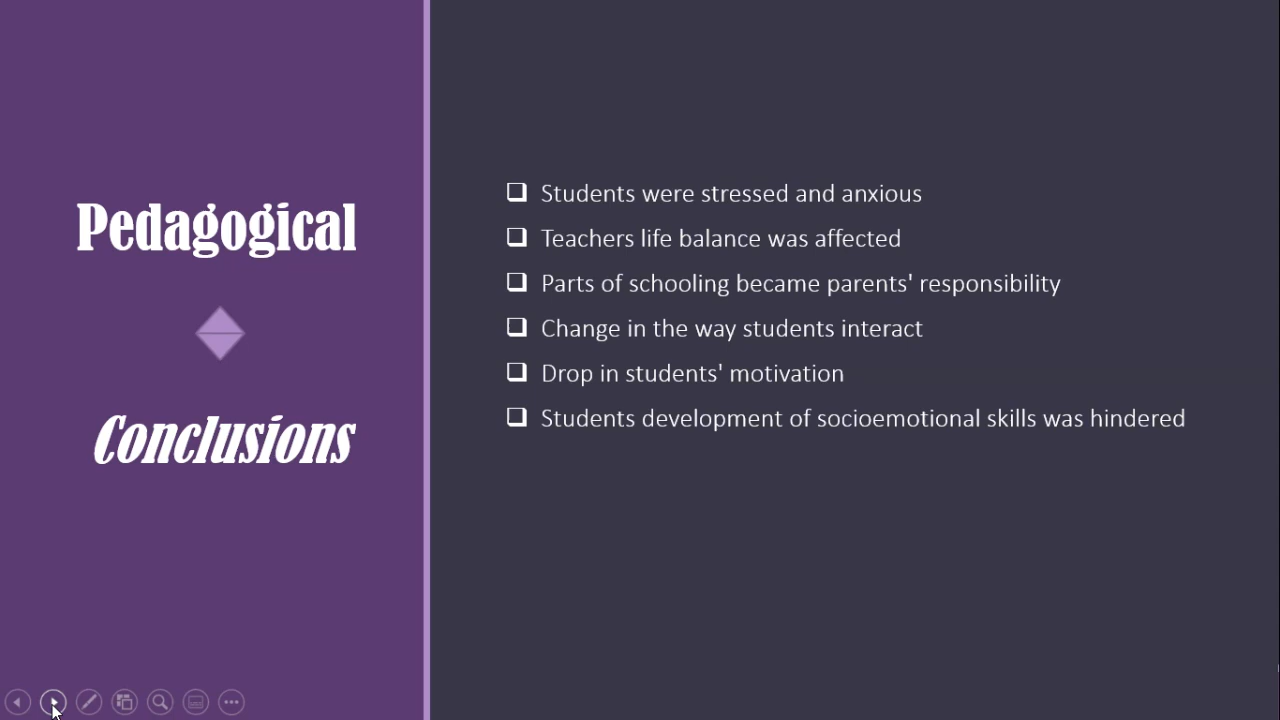 Pedagogical
Conclusions
Students were stressed and anxious
Teachers life balance was affected
Parts of schooling became parents' responsibility
Change in the way students interact
Drop in students' motivation
Students development of socioemotional skills was hindered